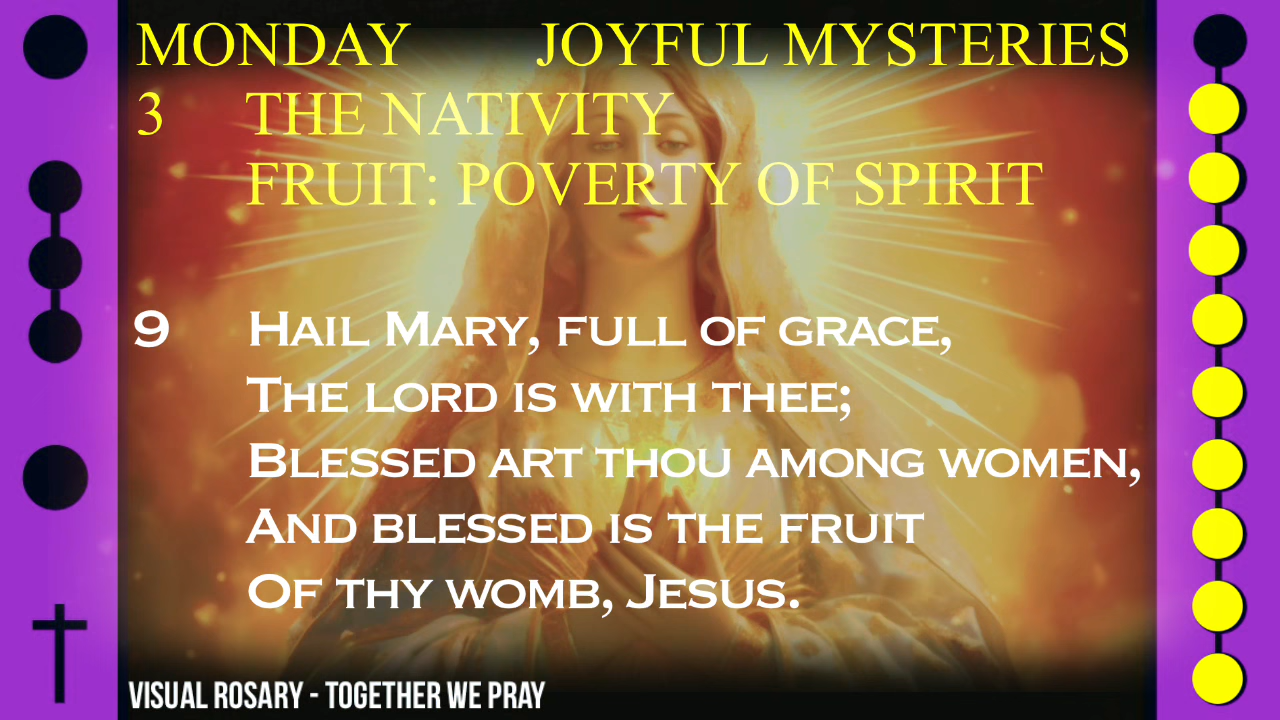 MONDAY JOYFUL MYSTERIES
3 THE NATIVITY
FRUIT: POVERTY OF SPIRIT
9 HAIL MARY, FULL OF GRACE,
THE LORD IS WITH THEE;
BLESSED ART THOU AMONG WOMEN,
AND BLESSED IS THE FRUIT
OF THY WOMB, JESUS.
VISUAL ROSARY - TOGETHER WE PRAY